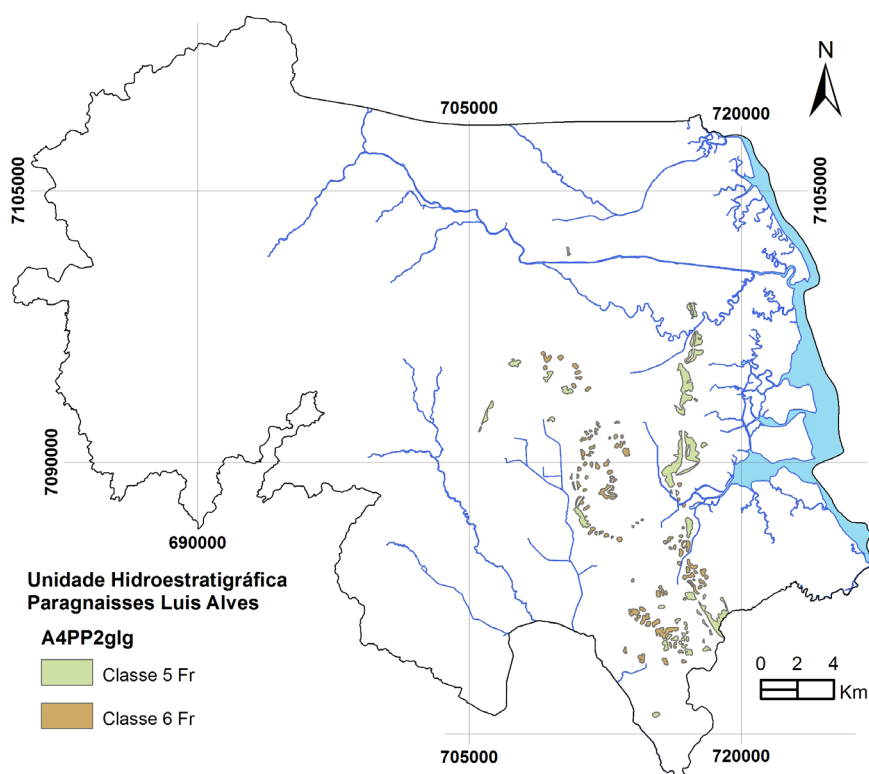 N
705000
720000
7105000
7105000
7090000
690000
Unidade Hidroestratigráfica
Paragnaisses Luis Alves
A4PP2glg
Classe 5 Fr
Classe 6 Fr
0 2 4
Km
705000
720000